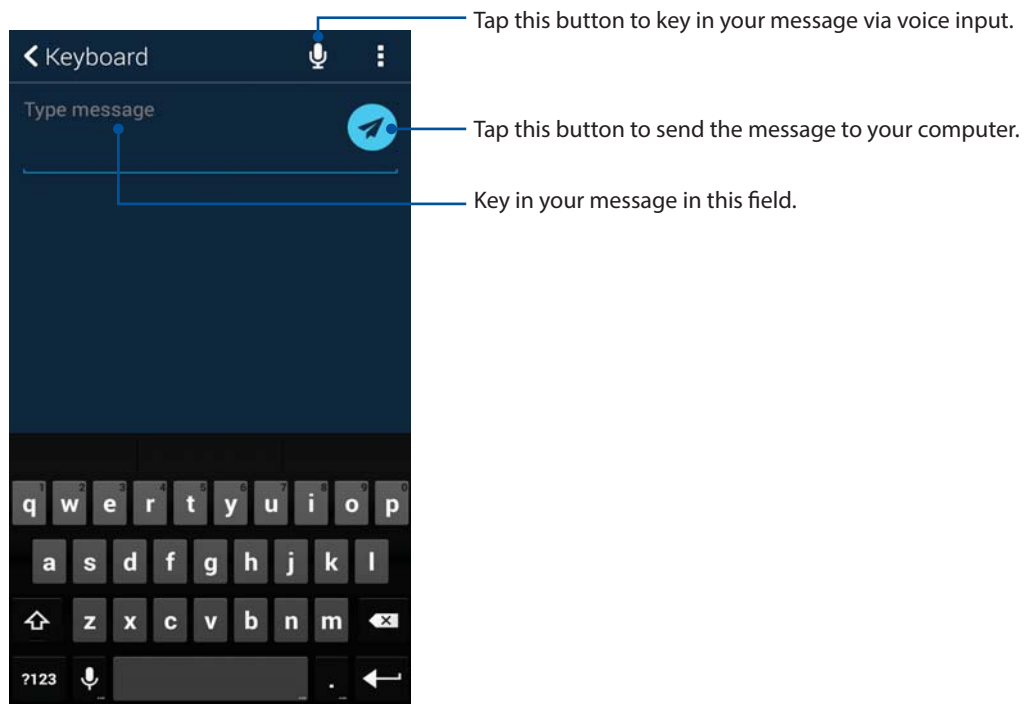 Tap this button to key in your message via voice input.
Keyboard
Type message
Tap this button to send the message to your computer.
Key in your message in this field.
1 2 3 4 5 6 7 8 9 0
q w e r t y u i o p
a s d f g h j k l
z x c v b n m
?123 .